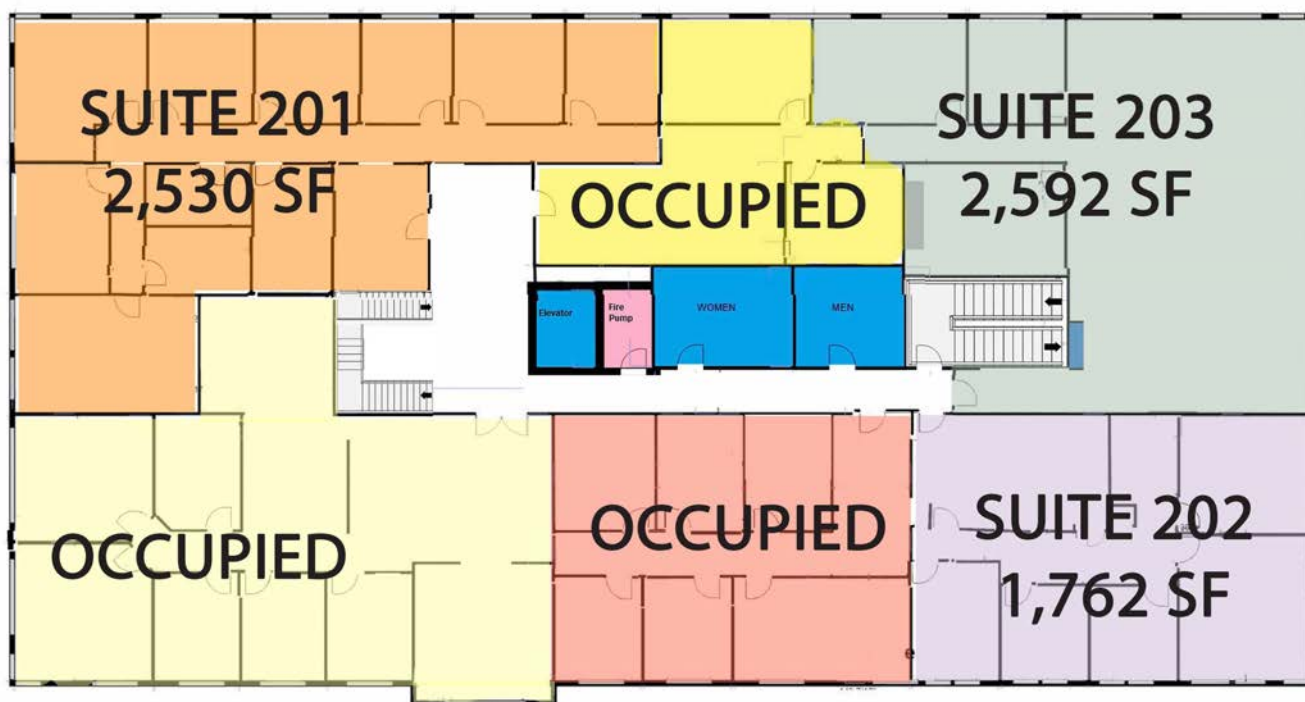 SUITE 201
2,530 SF
SUITE 203
2,592 SF
OCCUPIED
Elevator
Fire
Pump
WOMEN
MEN
OCCUPIED
OCCUPIED
SUITE 202
1,762 SF